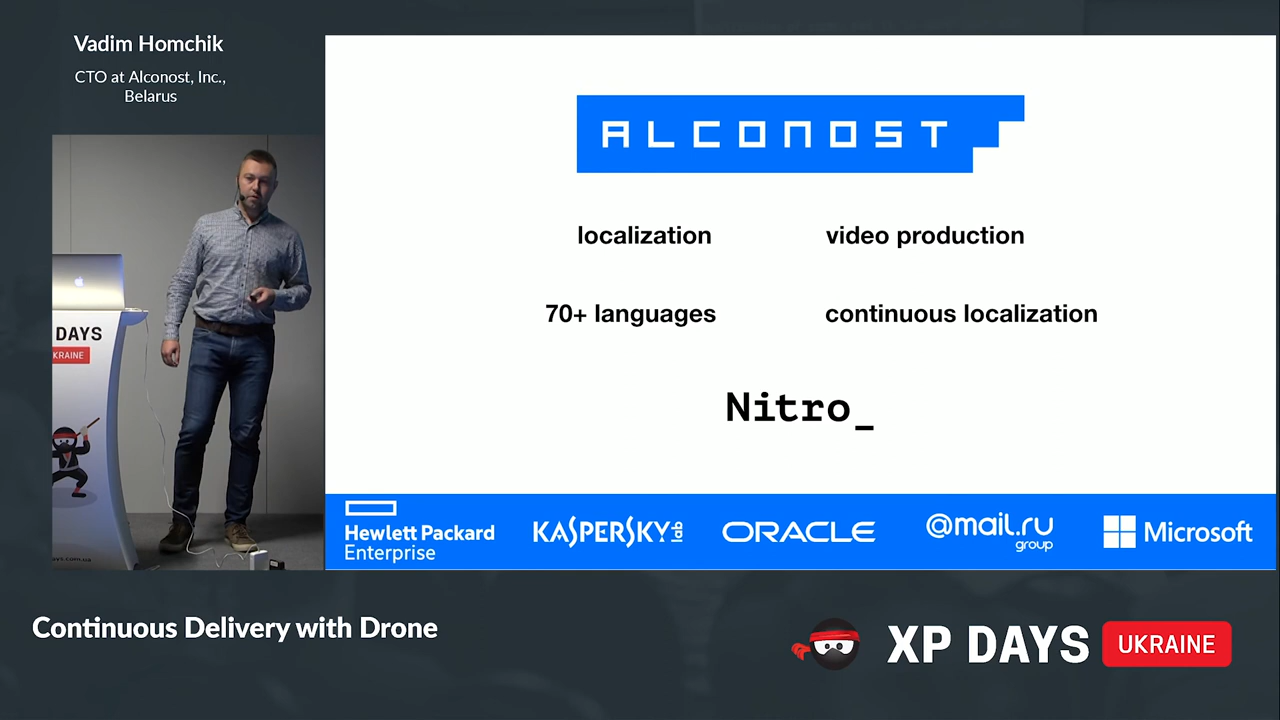 Vadim Homchik
CTO at Alconost, Inc.,
Belarus
ALCONOST
localization
video production
70+ languages
continuous localization
Nitro_
Hewlett Packard
Enterprise
KASPERSKY lab
ORACLE
@mail.ru
group
Microsoft
DAYS
KRAINE
Continuous Delivery with Drone
XP DAYS
UKRAINE